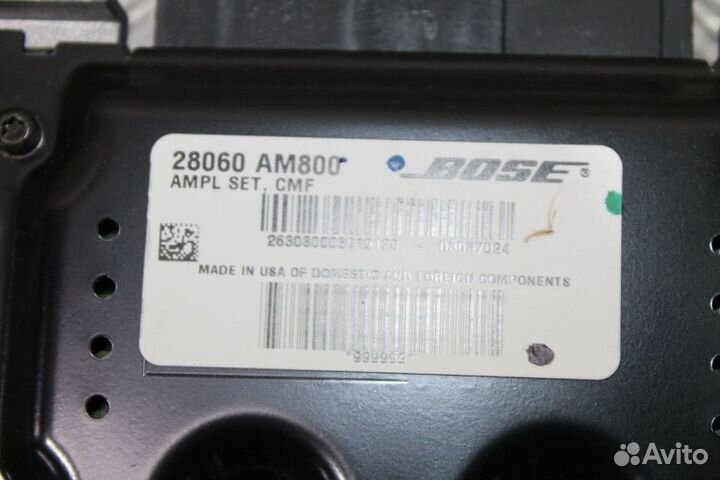 28060 AM800
BOSE®
AMPL SET, CMF
MADE IN USA OF DOMESTIC AND FOREIGN COMPONENTS
Avito